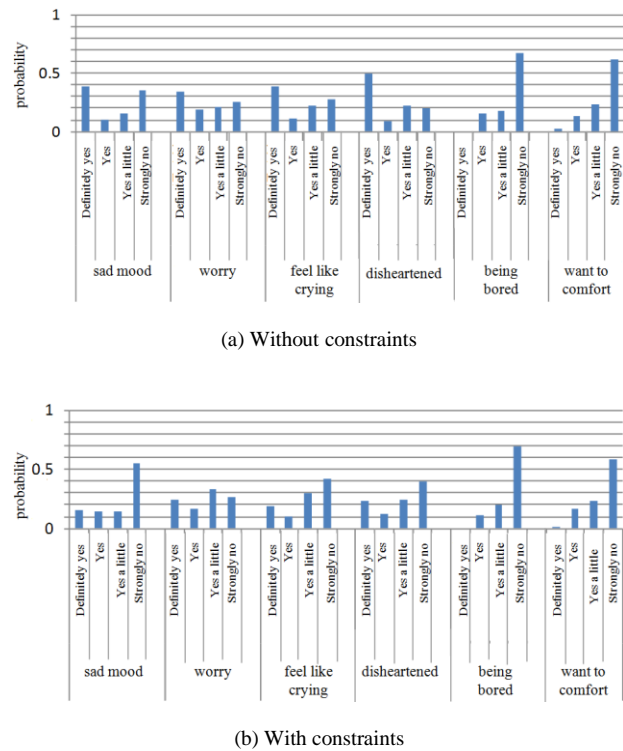 1
probability
0.5
0
Definitely yes
Yes
Yes a little
Strongly no
Definitely yes
Yes
Yes a little
Strongly no
Definitely yes
Yes
Yes a little
Strongly no
Definitely yes
Yes
Yes a little
Strongly no
Definitely yes
Yes
Yes a little
Strongly no
Definitely yes
Yes
Yes a little
Strongly no
sad mood
worry
feel like
crying
disheartened
being
bored
want to
comfort
(a) Without constraints
1
probability
0.5
0
Definitely yes
Yes
Yes a little
Strongly no
Definitely yes
Yes
Yes a little
Strongly no
Definitely yes
Yes
Yes a little
Strongly no
Definitely yes
Yes
Yes a little
Strongly no
Definitely yes
Yes
Yes a little
Strongly no
Definitely yes
Yes
Yes a little
Strongly no
sad mood
worry
feel like
crying
disheartened
being
bored
want to
comfort
(b) With constraints